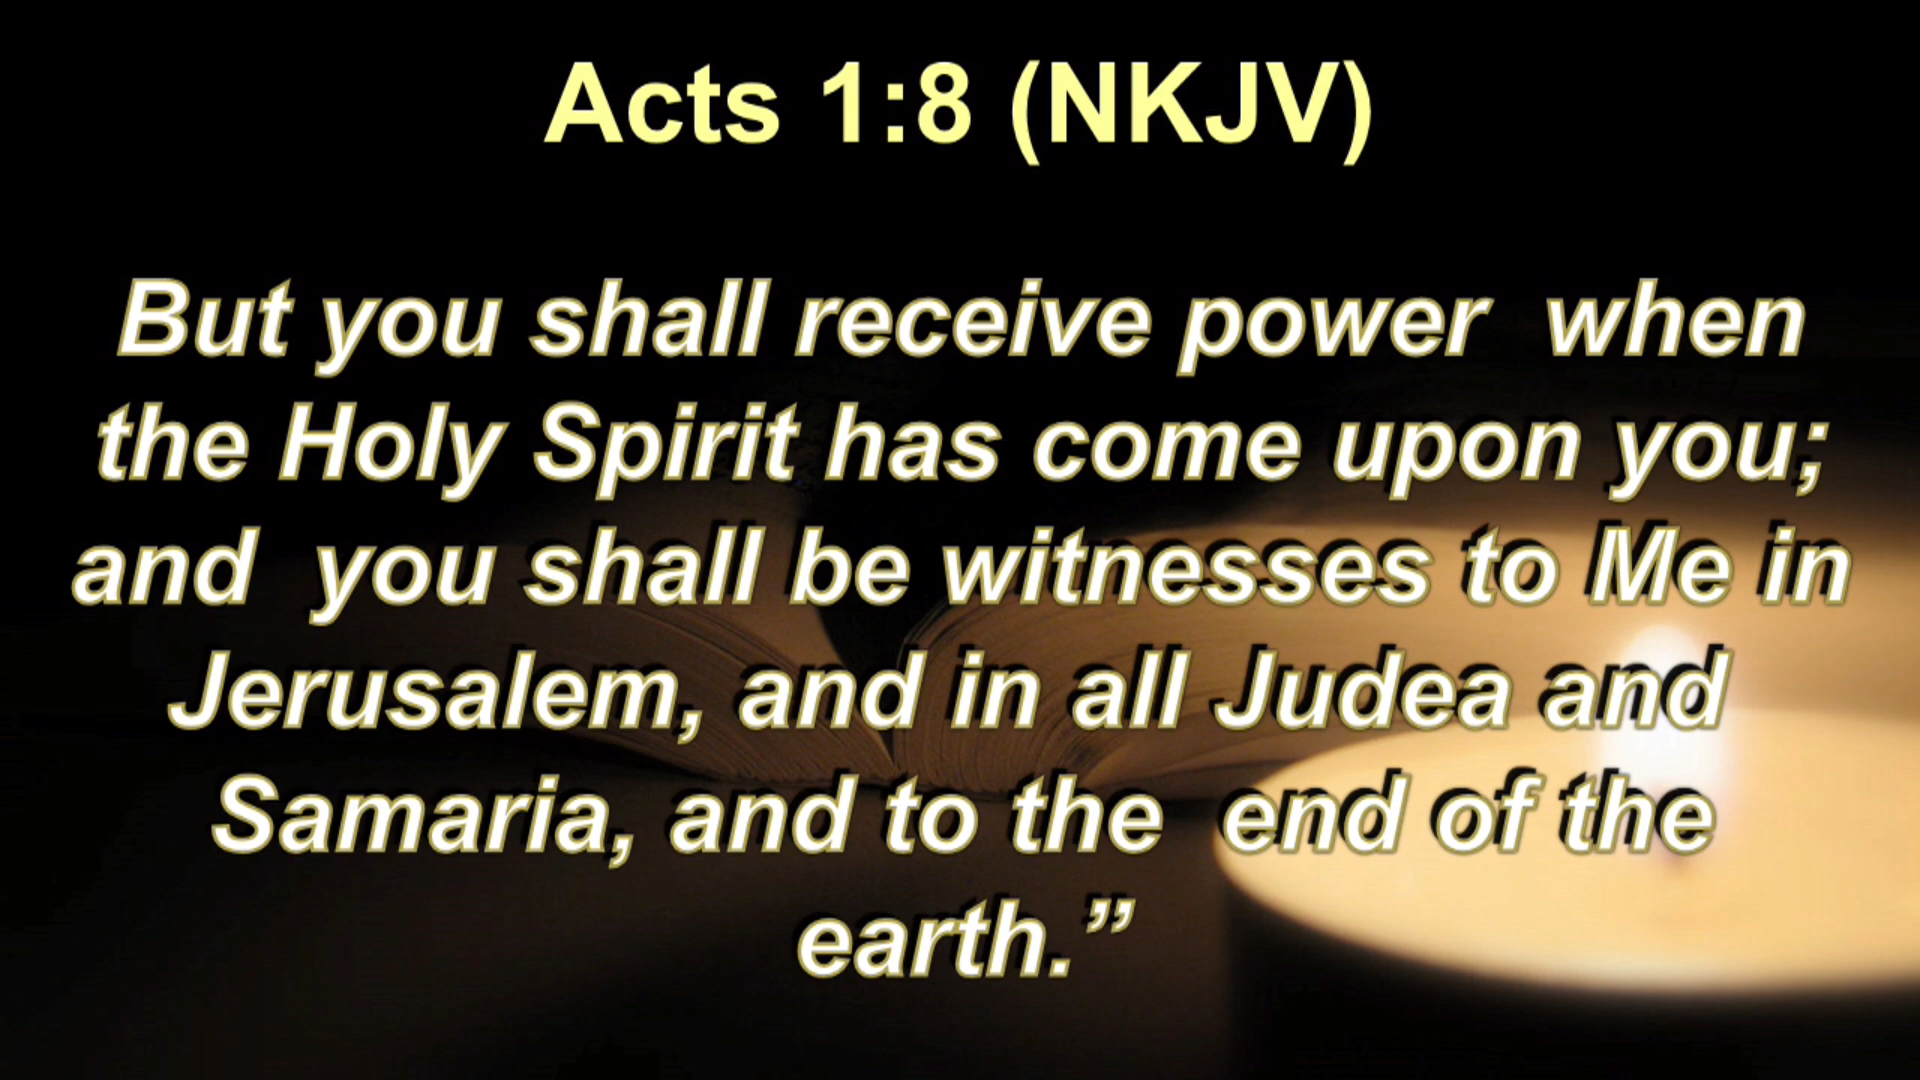 Acts 1:8 (NKJV)
But you shall receive power  when
the Holy Spirit has come upon you;
and  you shall be witnesses to Me in
Jerusalem, and in all Judea and
Samaria, and to the  end of the
earth.”